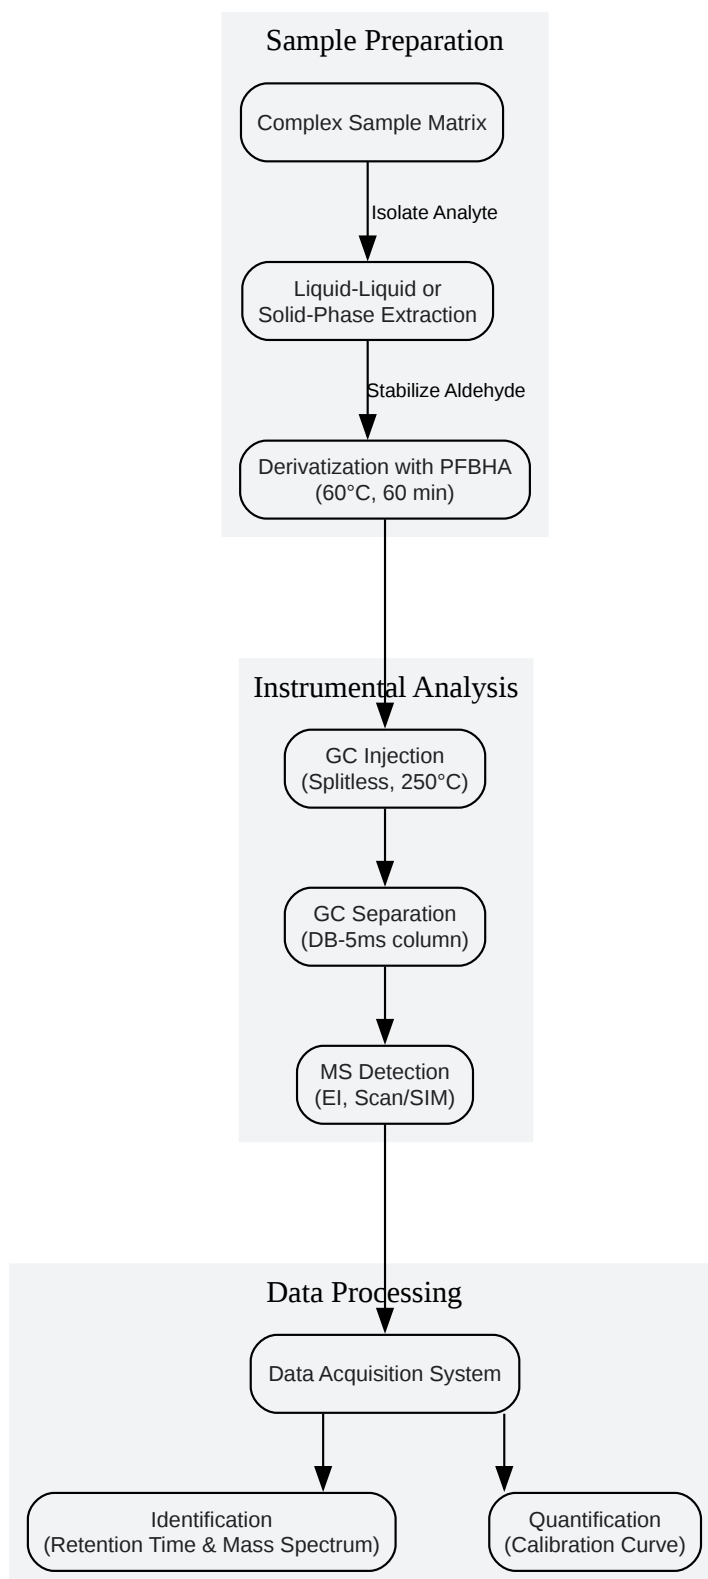 Sample Preparation
Complex Sample Matrix
Isolate Analyte
Liquid-Liquid or
Solid-Phase Extraction
Stabilize Aldehyde
Derivatization with PFBHA
(60°C, 60 min)
Instrumental Analysis
GC Injection
(Splitless, 250°C)
GC Separation
(DB-5ms column)
MS Detection
(EI, Scan/SIM)
Data Processing
Data Acquisition System
Identification
(Retention Time & Mass Spectrum)
Quantification
(Calibration Curve)